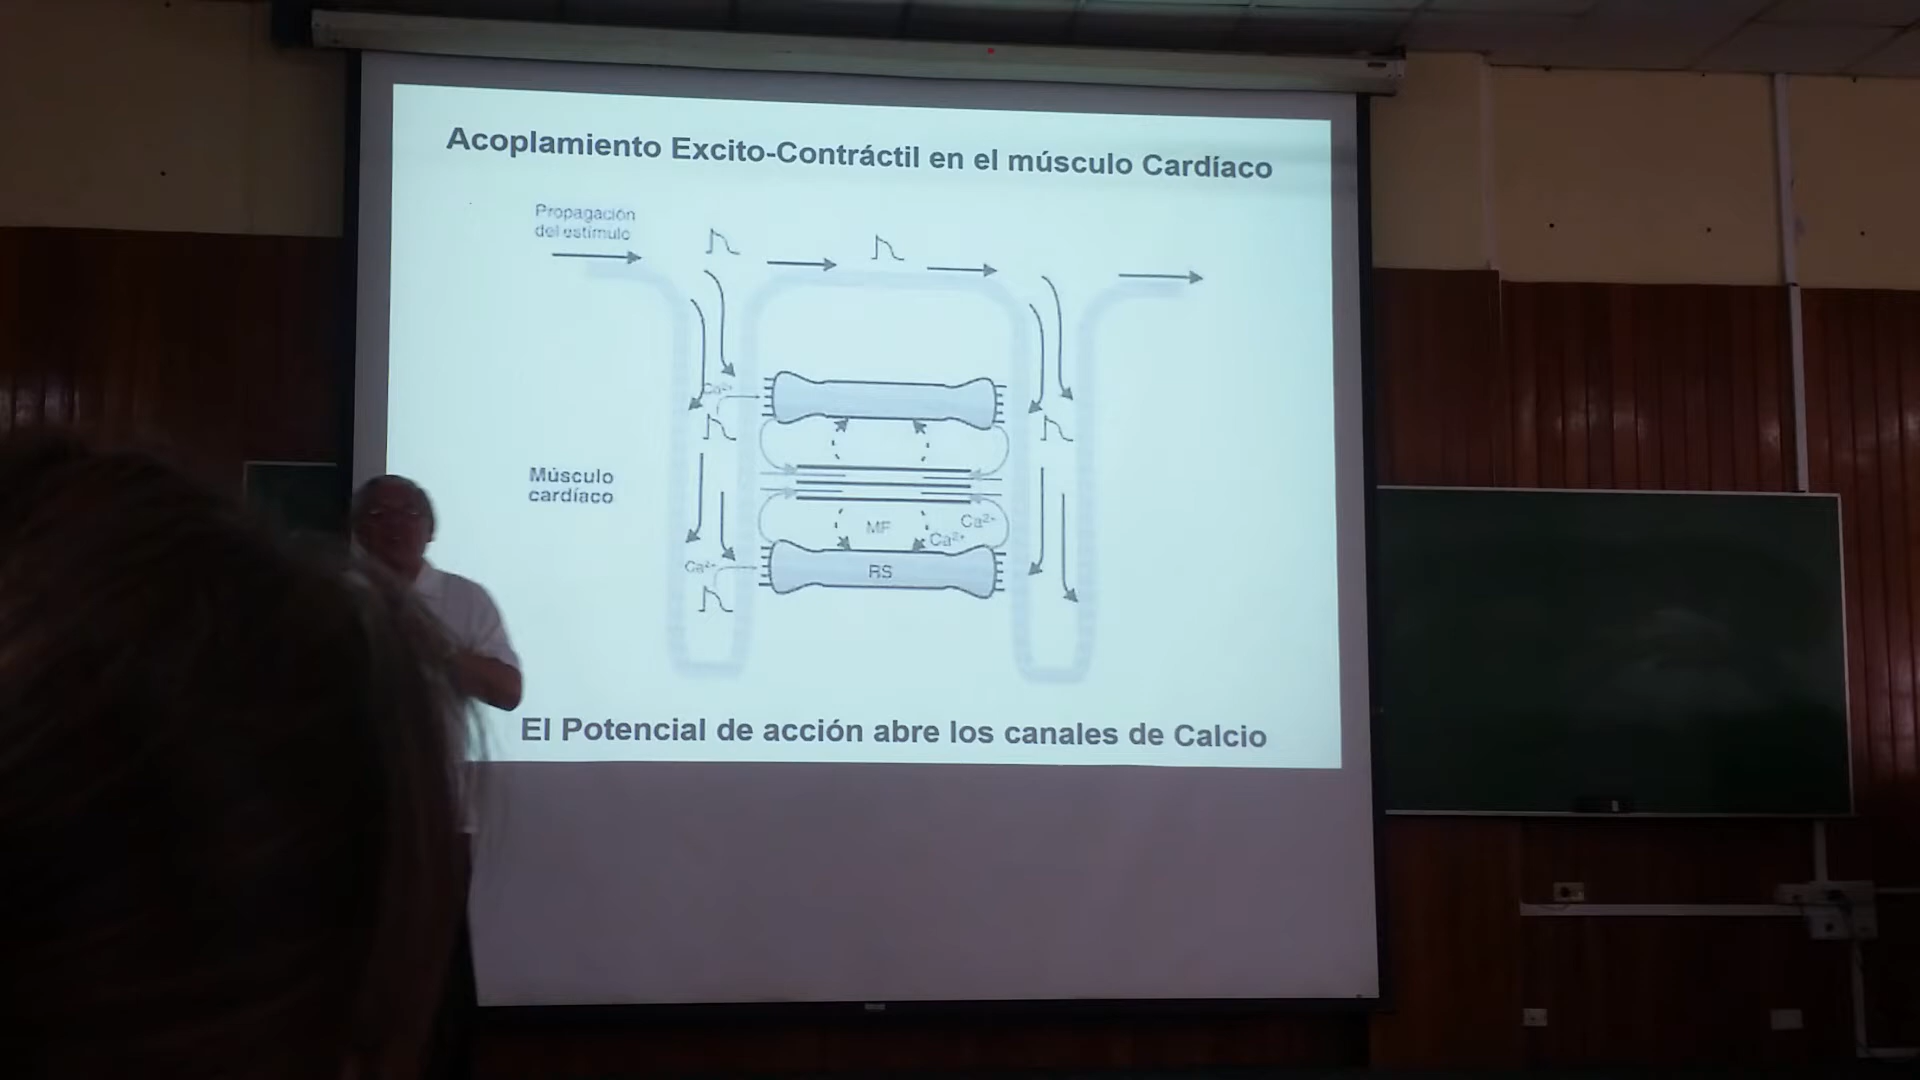 Acoplamiento Excito-Contráctil en el músculo Cardíaco
Propagación
del estímulo
Ca²⁺
Músculo
cardíaco
MF
Ca²⁺
Ca²⁺
Ca²⁺
RS
El Potencial de acción abre los canales de Calcio